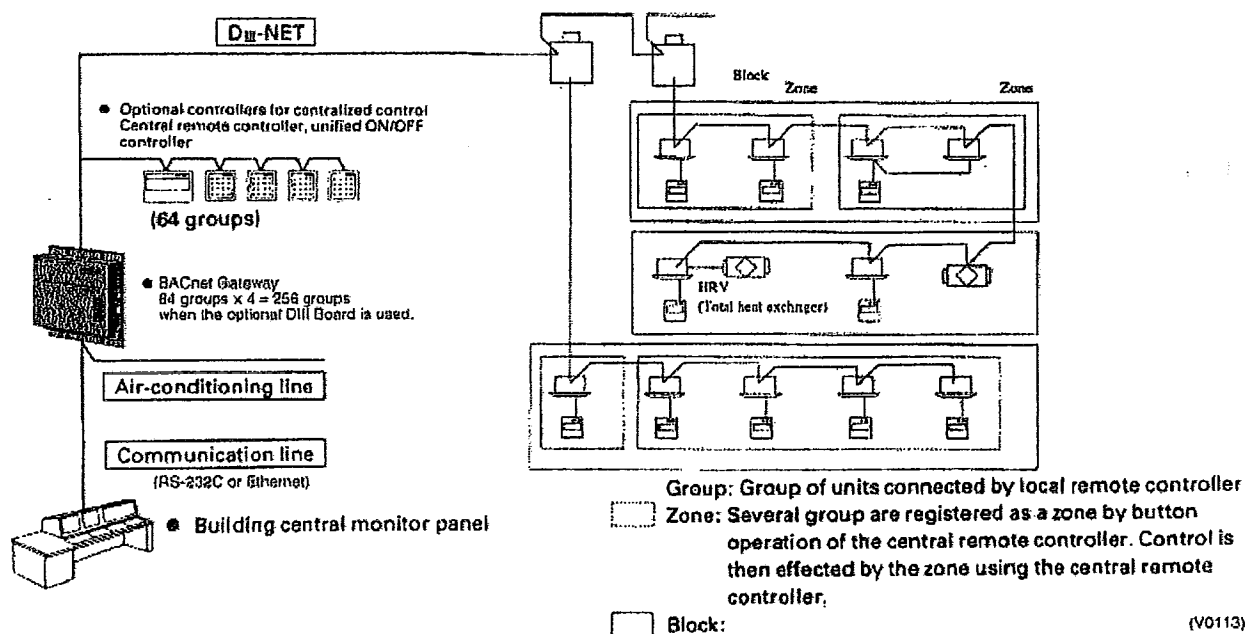 DIII-NET
Block
Zone
Zone
● Optional controllers for centralized control
Central remote controller, unified ON/OFF
controller
(64 groups)
● BACnet Gateway
64 groups x 4 = 256 groups
when the optional DIII Board is used.
HRV
(Total heat exchnger)
Air-conditioning line
Communication line
(RS-232C or Ethernet)
● Building central monitor panel
Group: Group of units connected by local remote controller
Zone: Several group are registered as a zone by button
operation of the central remote controller. Control is
then effected by the zone using the central remote
controller.
Block:
(V0113)